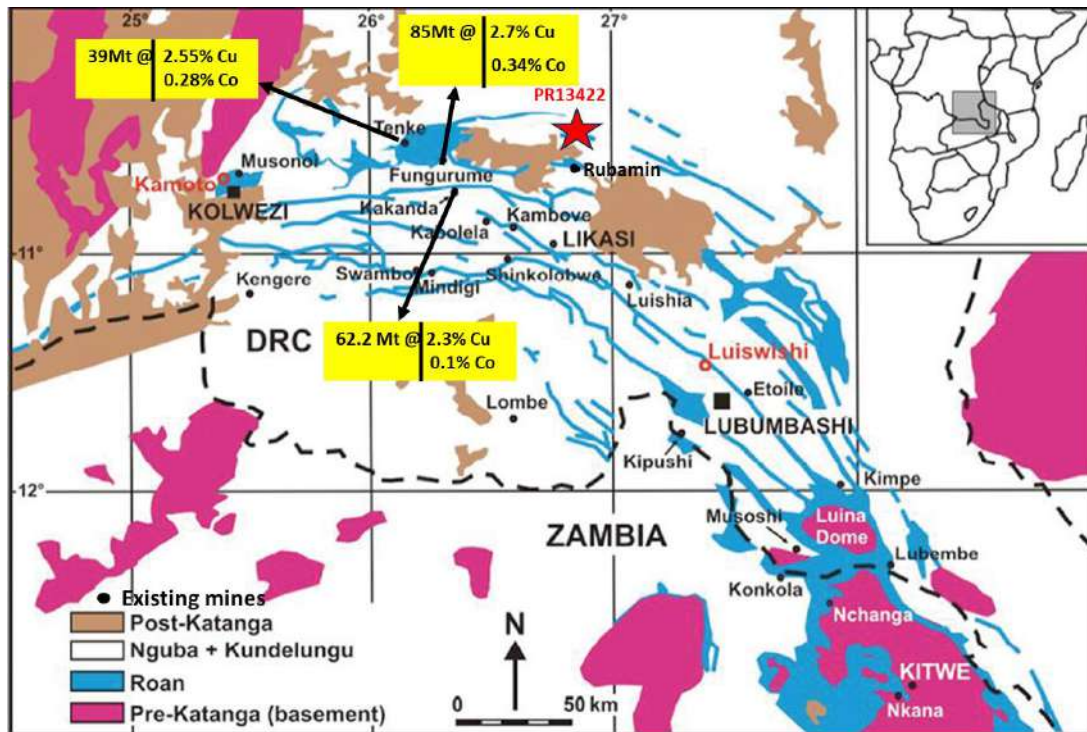 25°
26
27
39Mt @ 2.55% Cu
0.28% Co
85Mt @ 2.7% Cu
0.34% Co
PR13422
Tenke
Musonoi
Fungurume
Rubamin
Kamoto
KOLWEZI
Kakanda
Kambove
Kabolela
LIKASI
11°
Swambo
Shinkolobwe
Kengere
Mindigi
Luishia
DRC
62.2 Mt @ 2.3% Cu
0.1% Co
Luiswishi
Etoile
Lombe
LUBUMBASHI
Kipushi
12°
Kimpe
Musoshi
Luina
Dome
ZAMBIA
Lubembe
Konkola
Existing mines
Nchanga
Post-Katanga
N
Nguba + Kundelungu
KITWE
Roan
0 50 km
Nkana
Pre-Katanga (basement)